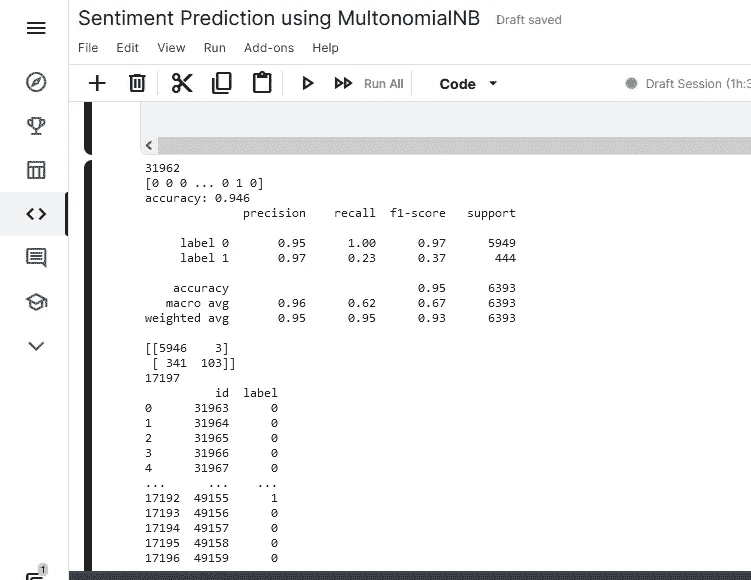 Sentiment Prediction using MultonomialNB Draft saved
File Edit View Run Add-ons Help
Run All Code Draft Session (1h:3
31962
[0 0 0 ... 0 1 0]
accuracy: 0.946
precision recall f1-score support
label 0 0.95 1.00 0.97 5949
label 1 0.97 0.23 0.37 444
accuracy 0.95 6393
macro avg 0.96 0.62 0.67 6393
weighted avg 0.95 0.95 0.93 6393
[[5946 3]
[ 341 103]]
17197
id label
0 31963 0
1 31964 0
2 31965 0
3 31966 0
4 31967 0
... ... ...
17192 49155 1
17193 49156 0
17194 49157 0
17195 49158 0
17196 49159 0
1